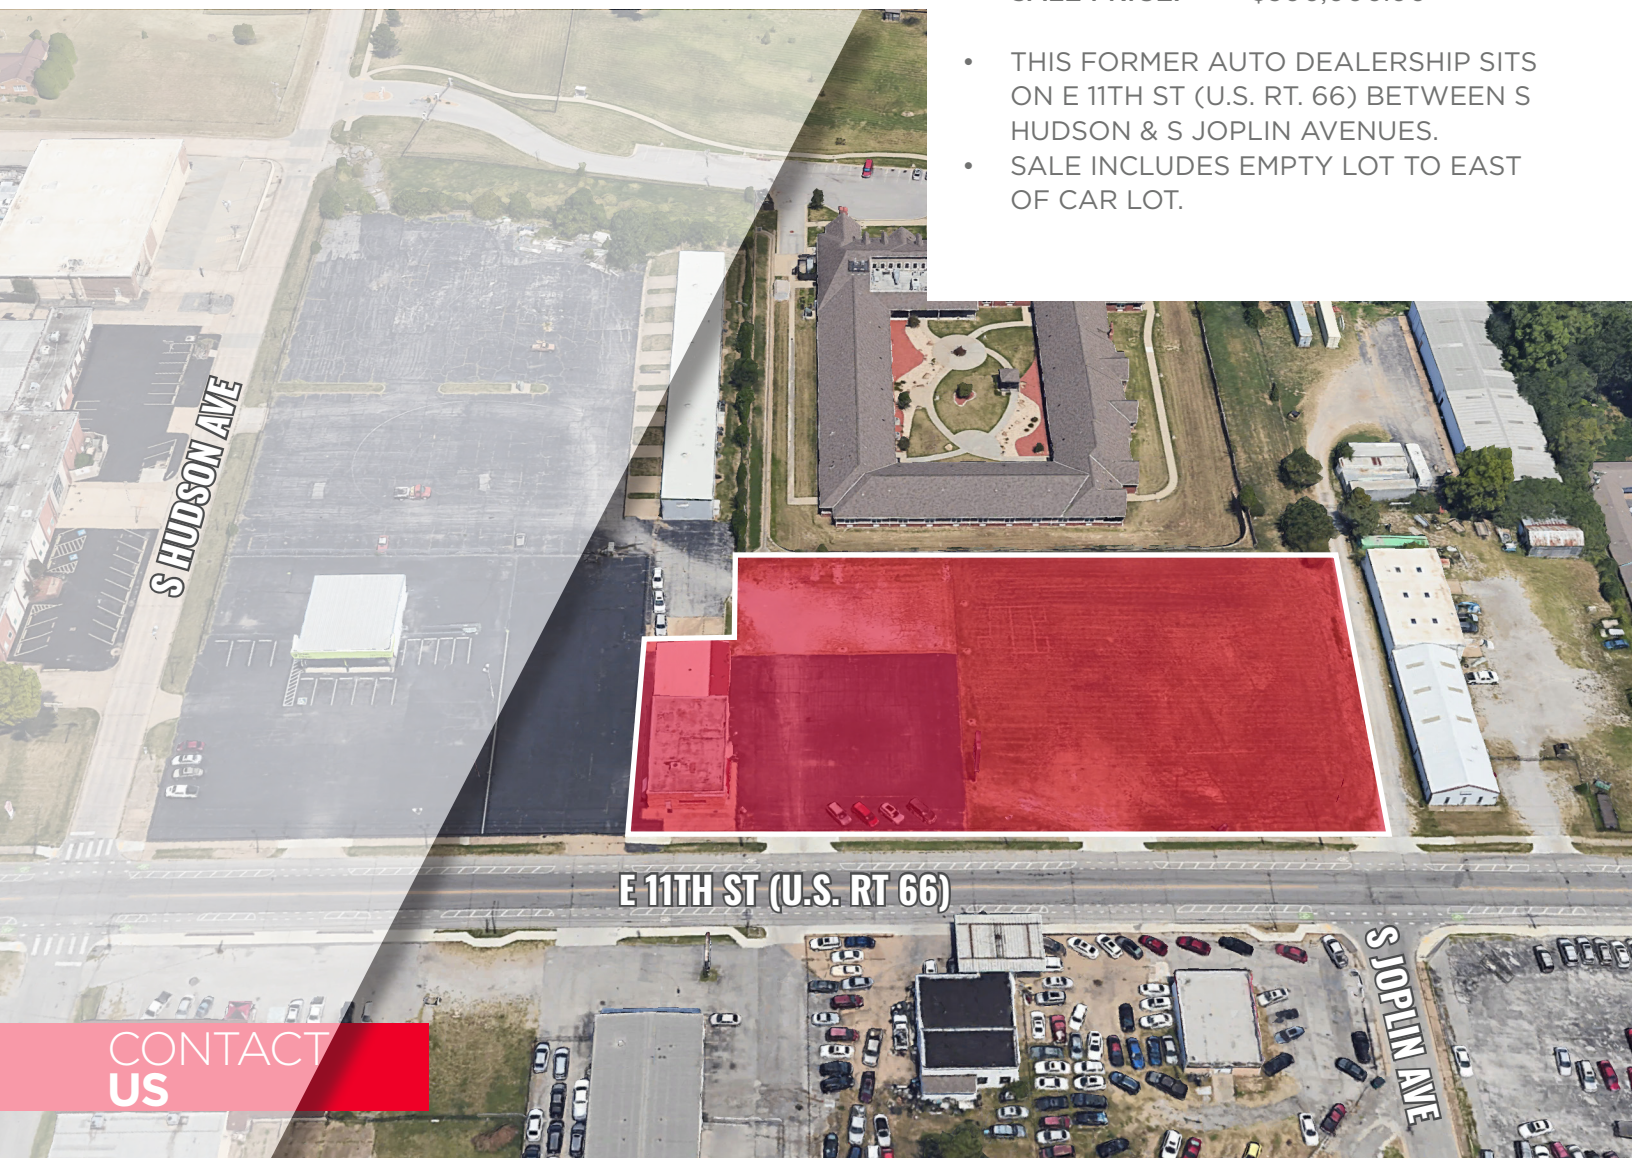 • THIS FORMER AUTO DEALERSHIP SITS
ON E 11TH ST (U.S. RT. 66) BETWEEN S
HUDSON & S JOPLIN AVENUES.
• SALE INCLUDES EMPTY LOT TO EAST
OF CAR LOT.
S HUDSON AVE
E 11TH ST (U.S. RT 66)
S JOPLIN AVE
CONTACT
US